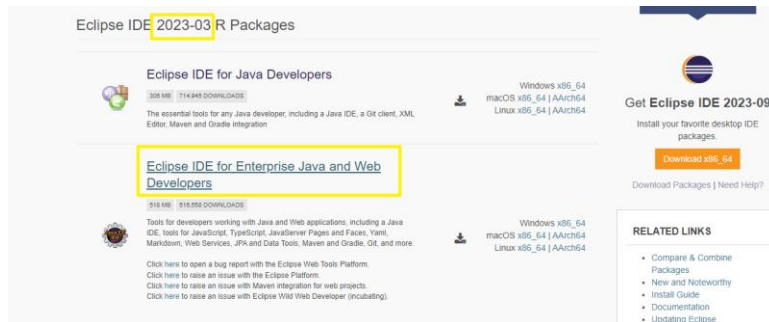 Eclipse IDE 2023-03 R Packages
Eclipse IDE for Java Developers
308 MB 714,948 DOWNLOADS
The essential tools for any Java developer, including a Java IDE, a Git client, XML
Editor, Maven and Gradle integration
Windows x86_64
macOS x86_64 | AArch64
Linux x86_64 | AArch64
Eclipse IDE for Enterprise Java and Web
Developers
518 MB DOWNLOADS
Tools for developers working with Java and Web applications, including a Java
IDE, tools for JavaScript, TypeScript, JavaServer Pages and Faces, Yaml,
Markdown, Web Services, JPA and Data Tools, Maven and Gradle, Git, and more.
Click here to open a bug report with the Eclipse Web Tools Platform.
Click here to raise an issue with the Eclipse Platform.
Click here to raise an issue with Maven integration for web projects.
Click here to raise an issue with Eclipse Wild Web Developer (incubating).
Windows x86_64
macOS x86_64 | AArch64
Linux x86_64 | AArch64
Get Eclipse IDE 2023-09
Install your favorite desktop IDE
packages.
Download x86_64
Download Packages | Need Help?
RELATED LINKS
Compare & Combine
Packages
New and Noteworthy
Install Guide
Documentation
Updating Eclipse